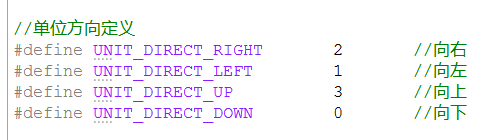 //单位方向定义
#define UNIT_DIRECT_RIGHT 2 //向右
#define UNIT_DIRECT_LEFT 1 //向左
#define UNIT_DIRECT_UP 3 //向上
#define UNIT_DIRECT_DOWN 0 //向下